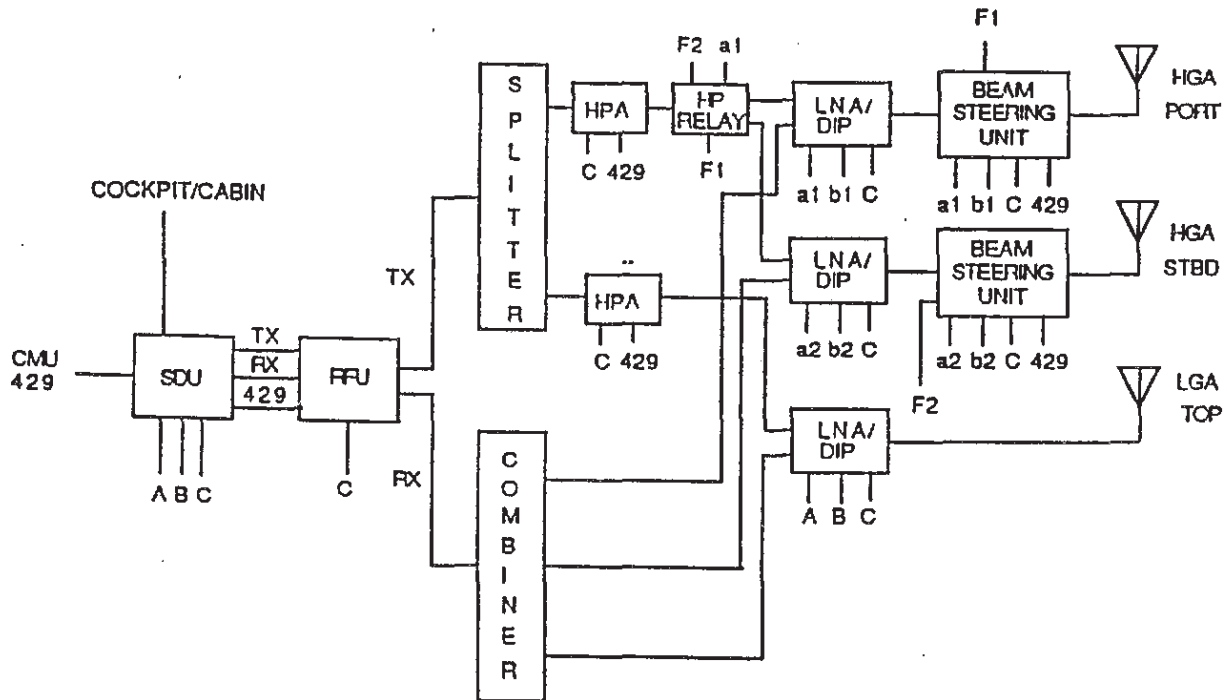 COCKPIT/CABIN
CMU
429
SDU
A B C
TX
RX
429
RFU
C
TX
RX
SPLITTER
COMBINER
HPA
C 429
F2 a1
HP
RELAY
F1
HPA
C 429
LNA/
DIP
a1 b1 C
LNA/
DIP
a2 b2 C
LNA/
DIP
A B C
F1
BEAM
STEERING
UNIT
a1 b1 C 429
BEAM
STEERING
UNIT
a2 b2 C 429
F2
HGA
PORT
HGA
STBD
LGA
TOP